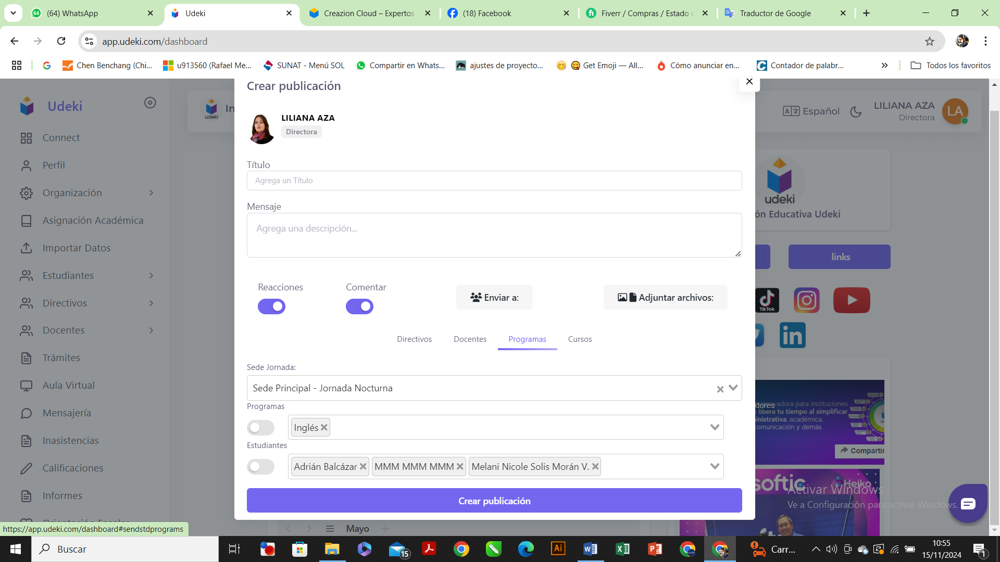 64
(64) WhatsApp
Udeki
Creazion Cloud – Expertos
(18) Facebook
Fiverr / Compras / Estado
Traductor de Google
app.udeki.com/dashboard
Chen Benchang (Chi...
u913560 (Rafael Me...
SUNAT - Menú SOL
Compartir en Whats...
ajustes de proyecto...
Get Emoji — All...
Cómo anunciar en...
Contador de palabr...
Todos los favoritos
Udeki
Connect
Perfil
Organización
Asignación Académica
Importar Datos
Estudiantes
Directivos
Docentes
Trámites
Aula Virtual
Mensajería
Inasistencias
Calificaciones
Informes
Orientación Escolar
https://app.udeki.com/dashboard#sendstdprograms
udeki
In
Crear publicación
LILIANA AZA
Directora
Título
Agrega un Título
Mensaje
Agrega una descripción...
Reacciones
Comentar
Enviar a:
Adjuntar archivos:
Directivos
Docentes
Programas
Cursos
Sede Jornada:
Sede Principal - Jornada Nocturna
Programas
Inglés
Estudiantes
Adrián Balcázar
MMM MMM MMM
Melani Nicole Solis Morán V.
Crear publicación
Mayo
Español
LILIANA AZA
Directora
LA
udeki
ón Educativa Udeki
links
TikTok
in
dores
novadora para instituciones
libera tu tiempo al simplificar
ministrativa, académica,
omunicación y demás
Compartir
softic
Heiko
Activar Windows
Ve a Configuración para activar Windows.
Buscar
15
Carr...
10:55
15/11/2024
1